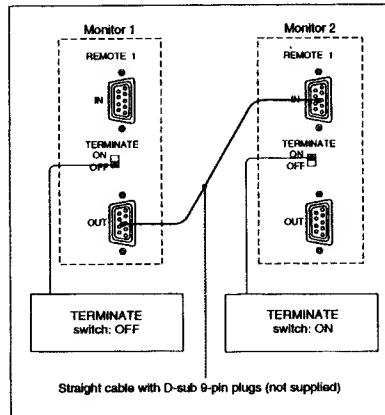 Monitor 1
Monitor 2
REMOTE 1
REMOTE 1
IN
IN
TERMINATE
ON
OFF
TERMINATE
ON
OFF
OUT
OUT
TERMINATE
switch: OFF
TERMINATE
switch: ON
Straight cable with D-sub 9-pin plugs (not supplied)